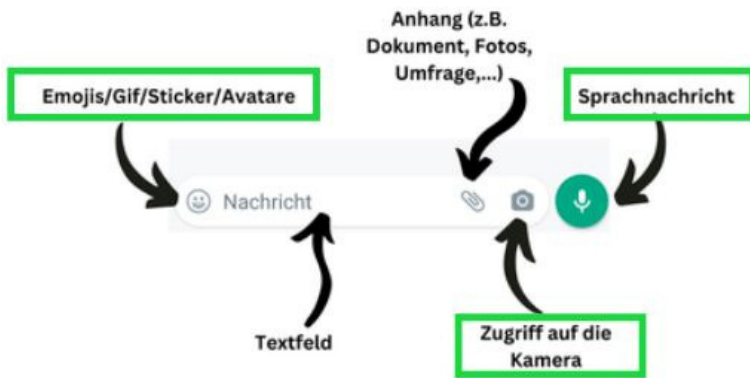 Anhang (z.B.
Dokument, Fotos,
Umfrage,...)
Emojis/Gif/Sticker/Avatare
Sprachnachricht
Nachricht
Textfeld
Zugriff auf die
Kamera